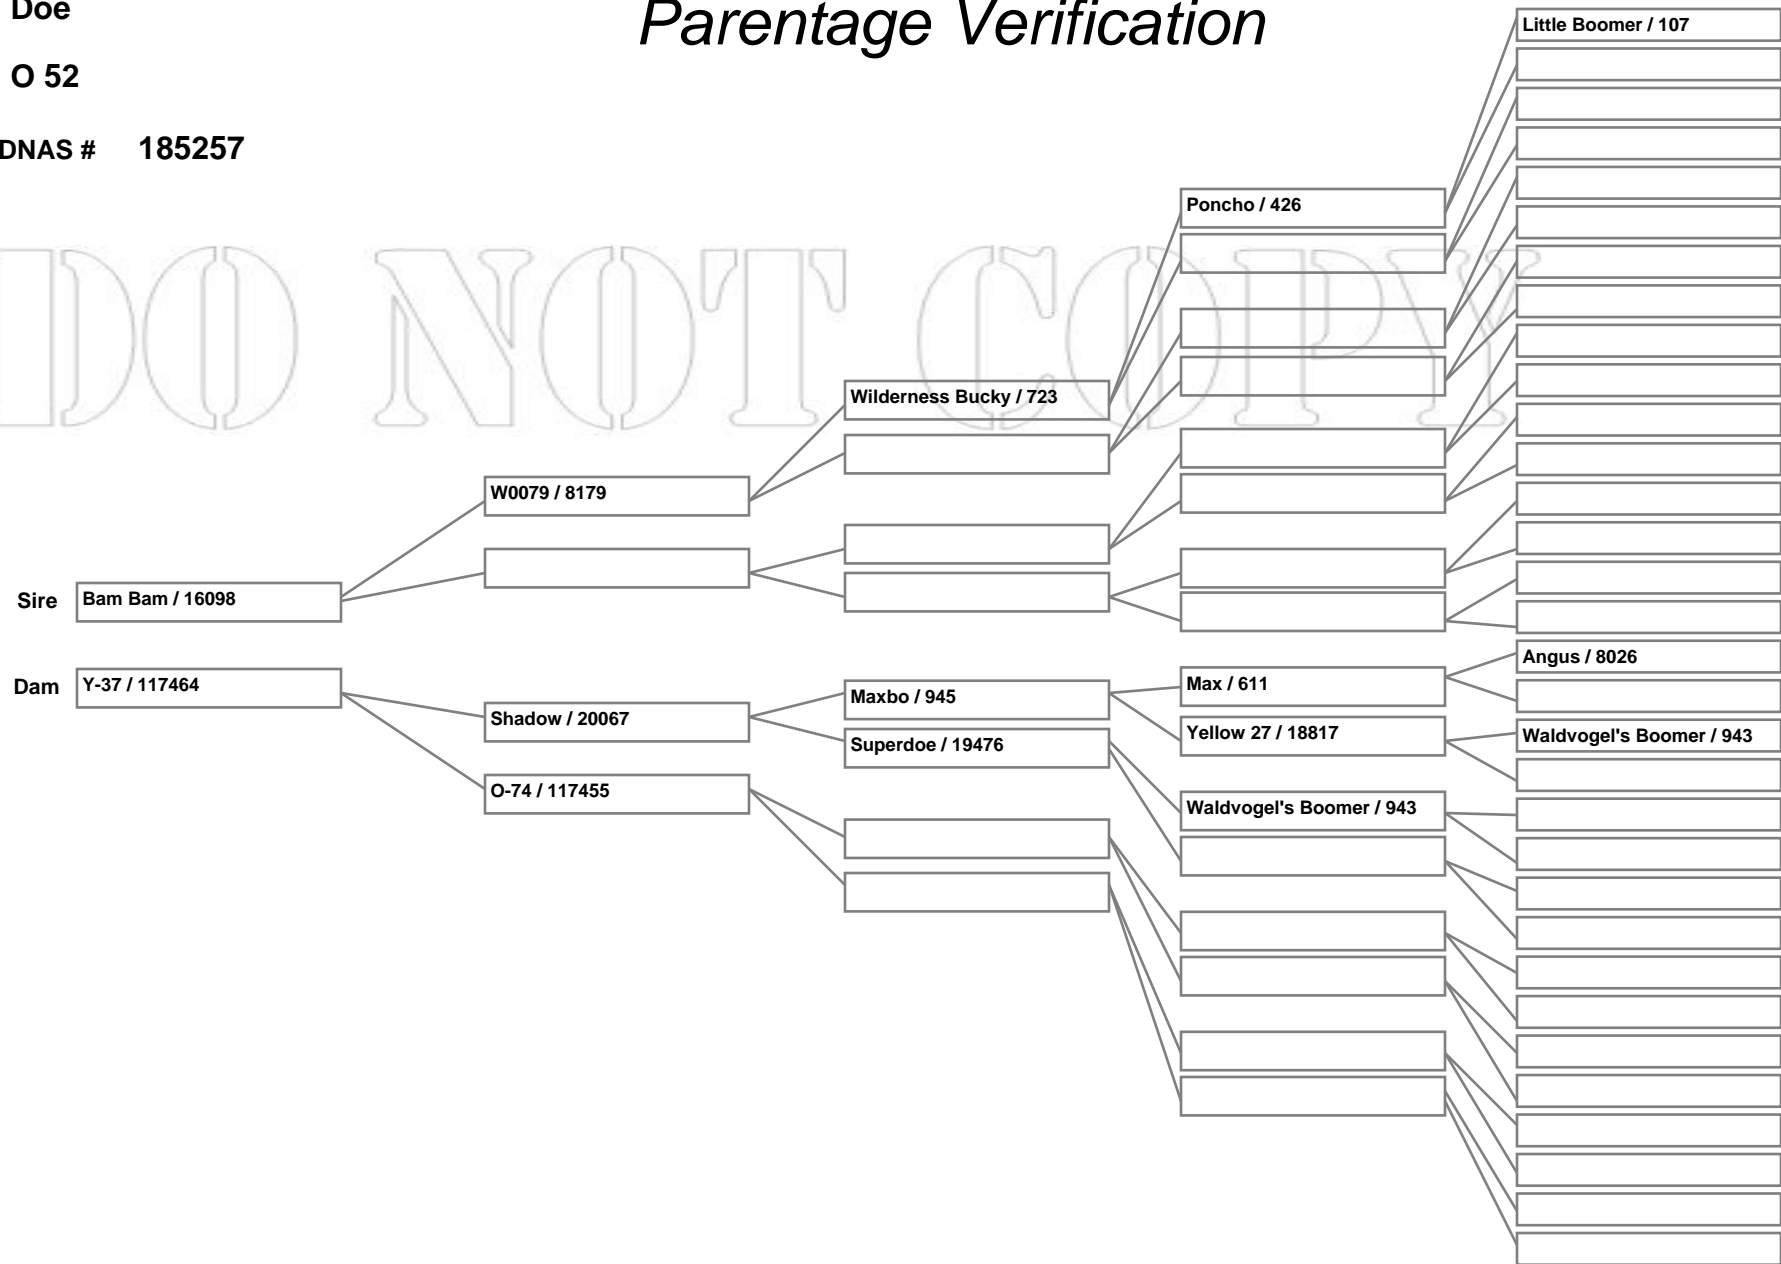 Doe
Parentage Verification
O 52
DNAS # 185257
DO NOT COPY
Sire
Bam Bam / 16098
Dam
Y-37 / 117464
W0079 / 8179
Shadow / 20067
O-74 / 117455
Wilderness Bucky / 723
Maxbo / 945
Superdoe / 19476
Poncho / 426
Max / 611
Yellow 27 / 18817
Waldvogel's Boomer / 943
Little Boomer / 107
Angus / 8026
Waldvogel's Boomer / 943